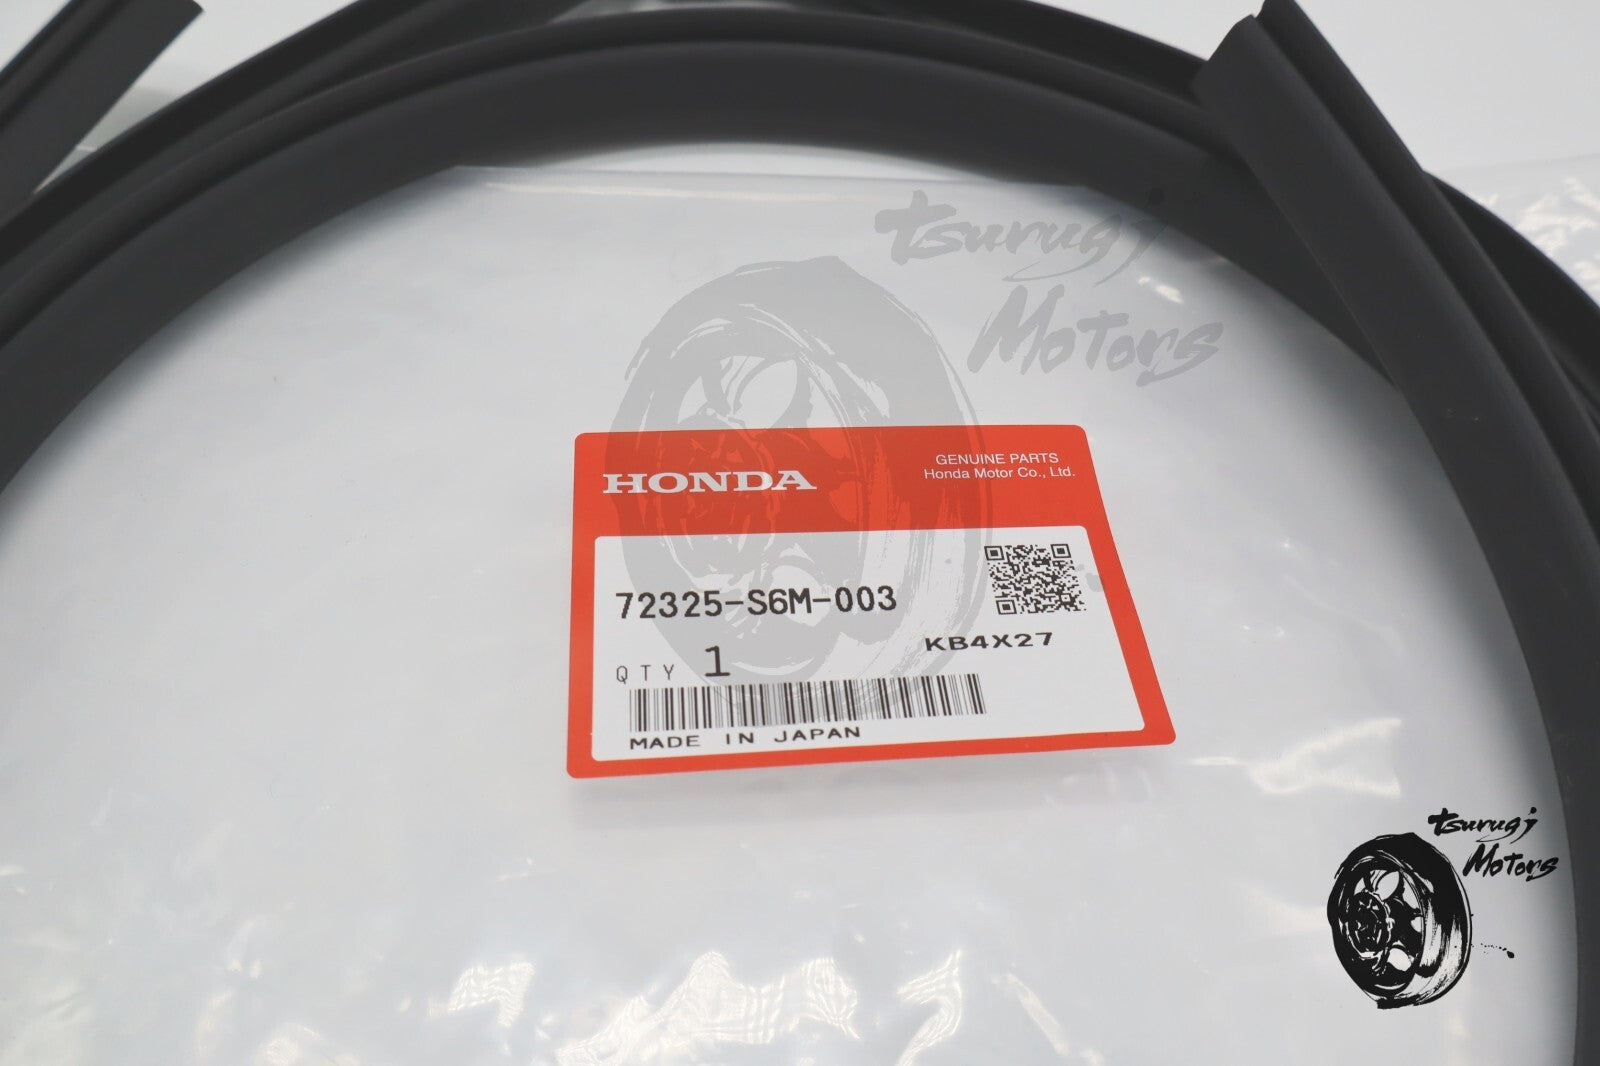 tsurugi
Motors
HONDA
GENUINE PARTS
Honda Motor Co., Ltd.
72325-S6M-003
KB4X27
QTY 1
MADE IN JAPAN
tsurugi
Motors